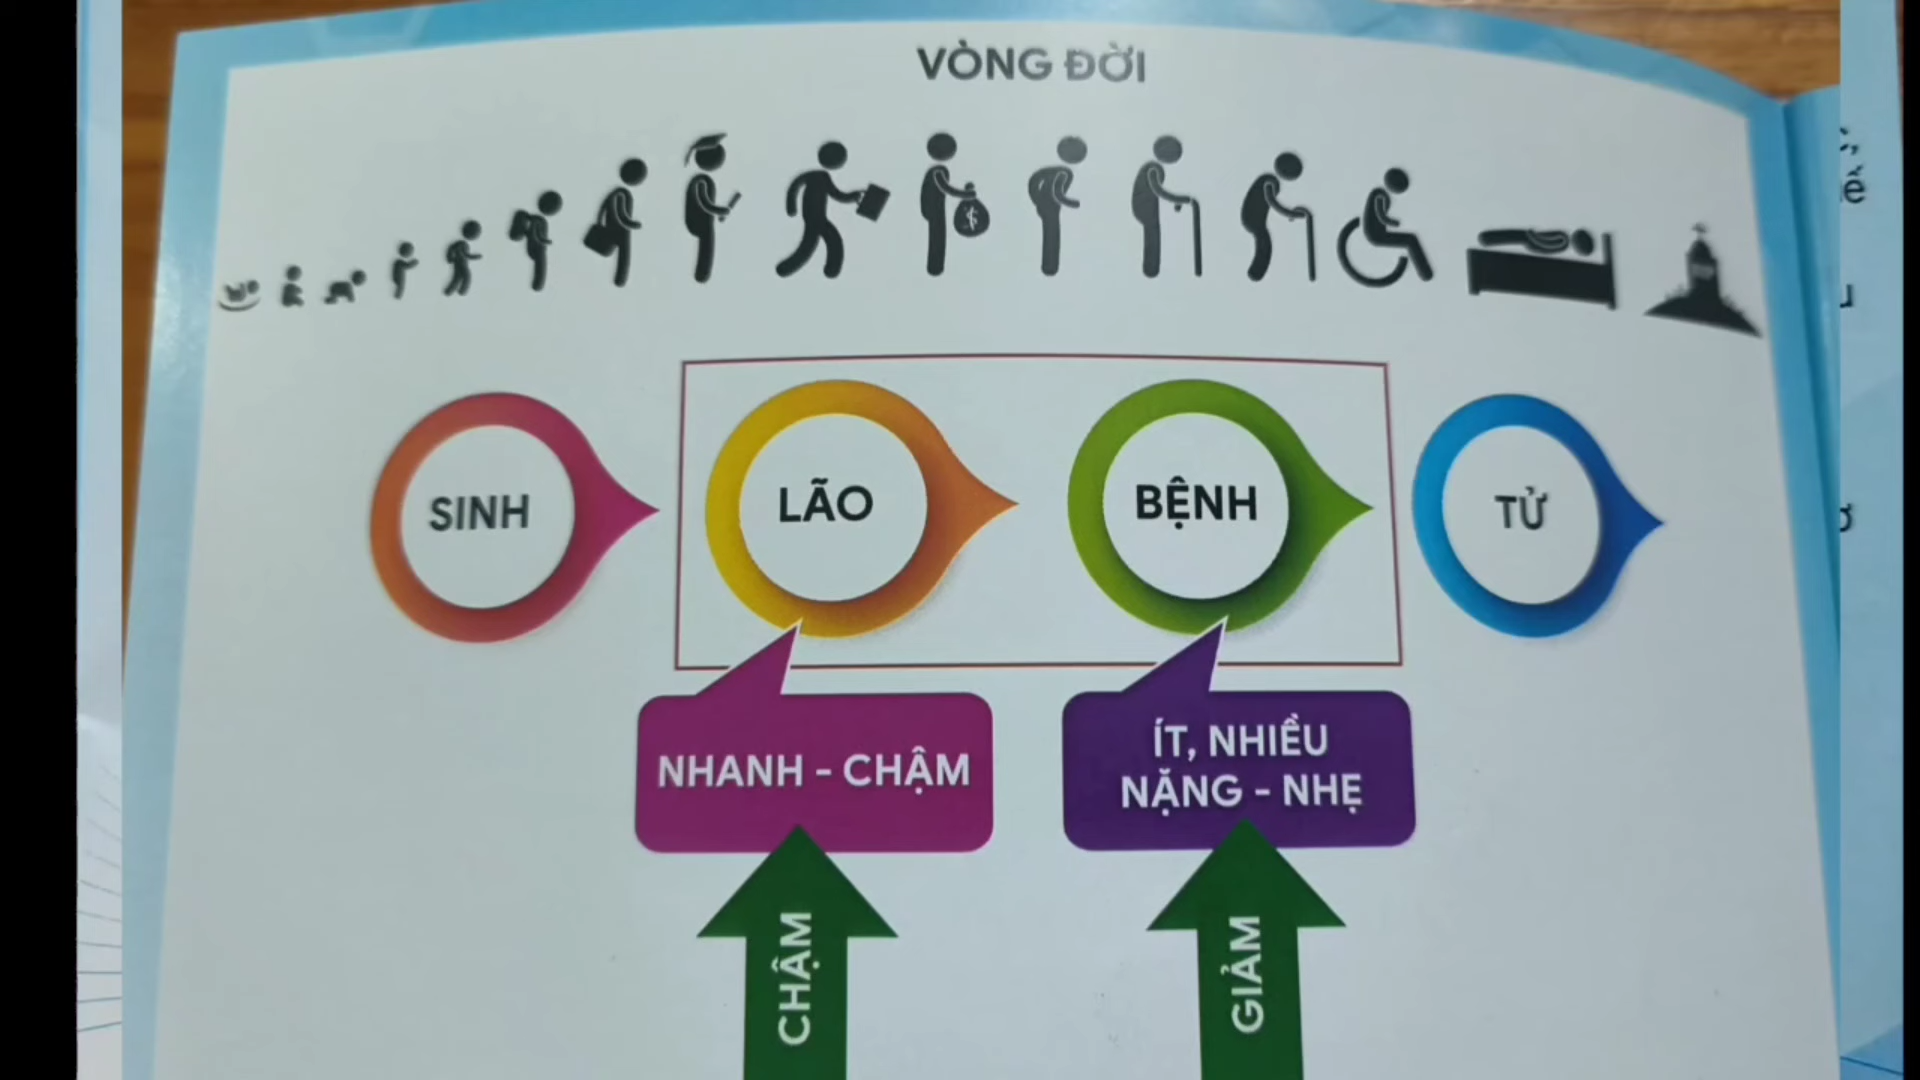 VÒNG ĐỜI
$
SINH
LÃO
BỆNH
TỬ
NHANH - CHẬM
ÍT, NHIỀU
NẶNG - NHẸ
CHẬM
GIẢM